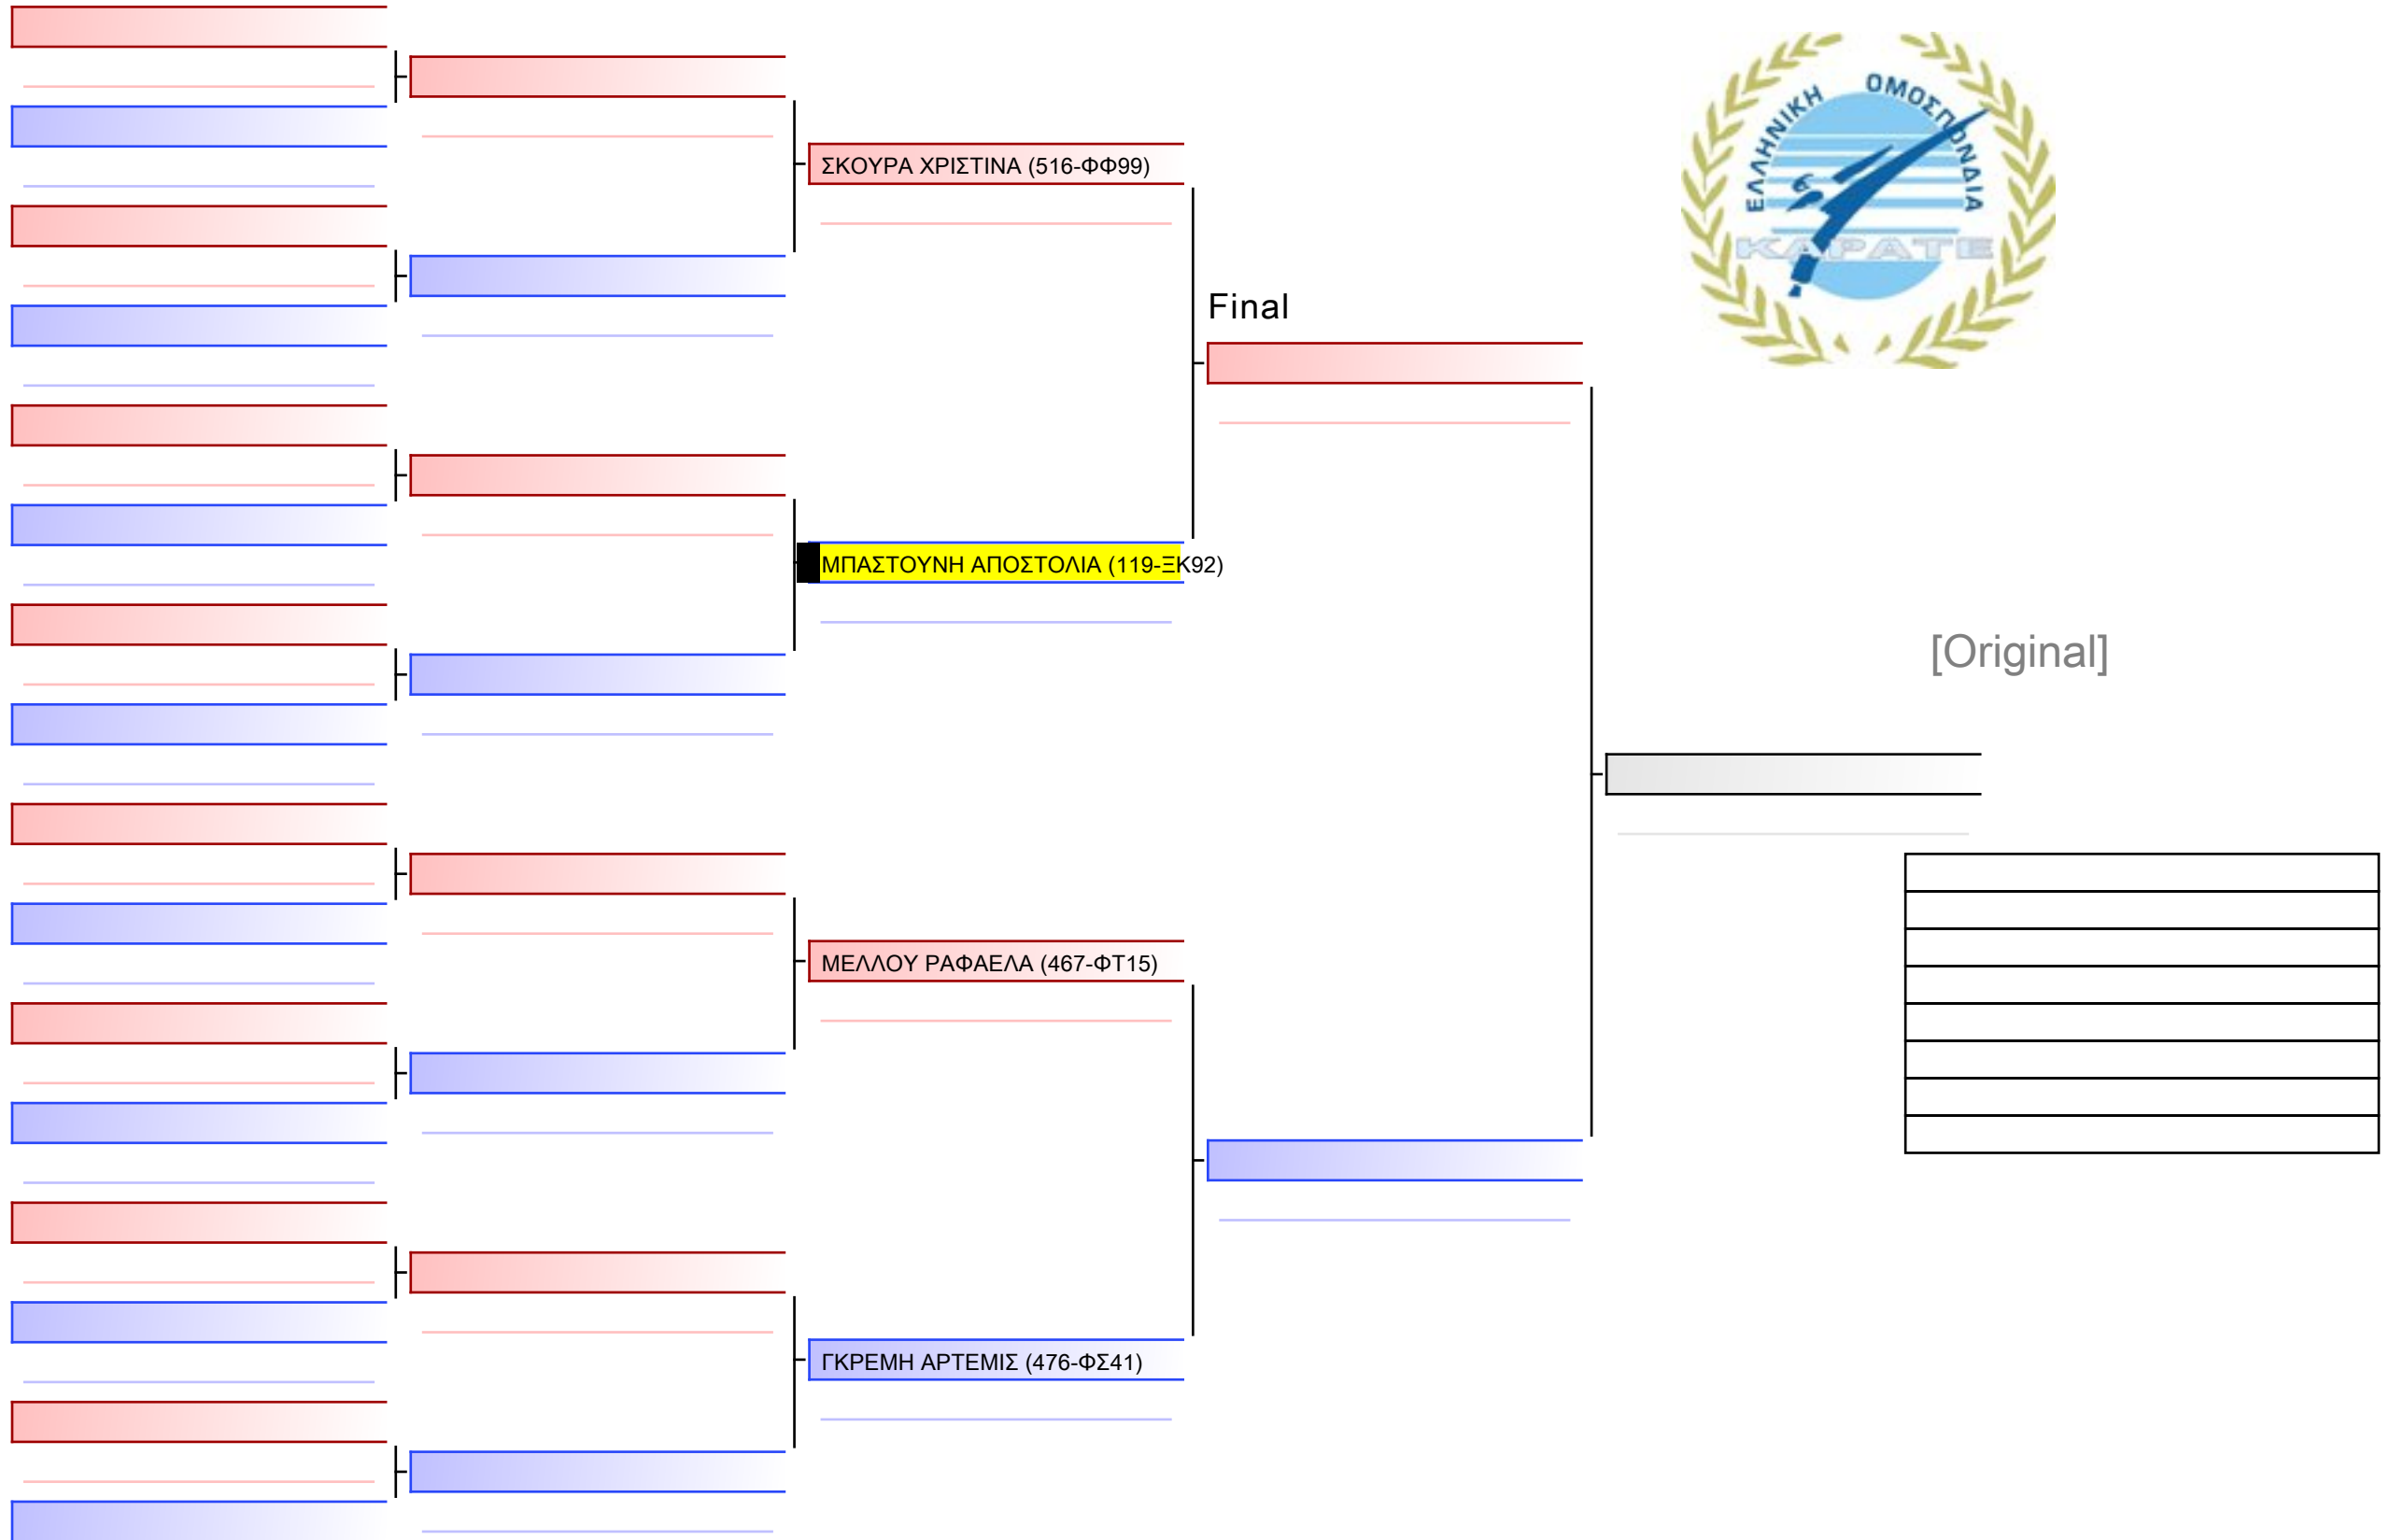 ΕΛΛΗΝΙΚΗ ΟΜΟΣΠΟΝΔΙΑ
ΚΑΡΑΤΕ
ΣΚΟΥΡΑ ΧΡΙΣΤΙΝΑ (516-ΦΦ99)
Final
ΜΠΑΣΤΟΥΝΗ ΑΠΟΣΤΟΛΙΑ (119-ΞΚ92)
[Original]
ΜΕΛΛΟΥ ΡΑΦΑΕΛΑ (467-ΦΤ15)
ΓΚΡΕΜΗ ΑΡΤΕΜΙΣ (476-ΦΣ41)